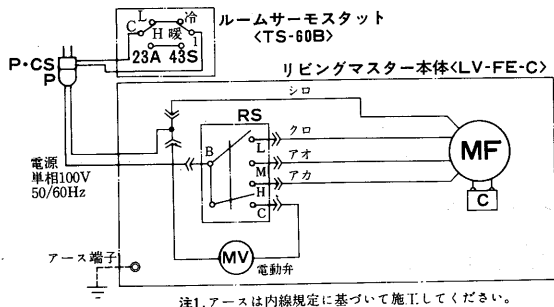 ルームサーモスタット
<TS-60B>
L
冷
C
H
暖
1
23A 43S
P・CS
P
リビングマスター本体<LV-FE-C>
シロ
RS
クロ
B
L
アオ
M
アカ
H
C
MF
C
電源
単相100V
50/60Hz
アース端子
MV
電動弁
注1.アースは内線規定に基づいて施工してください。